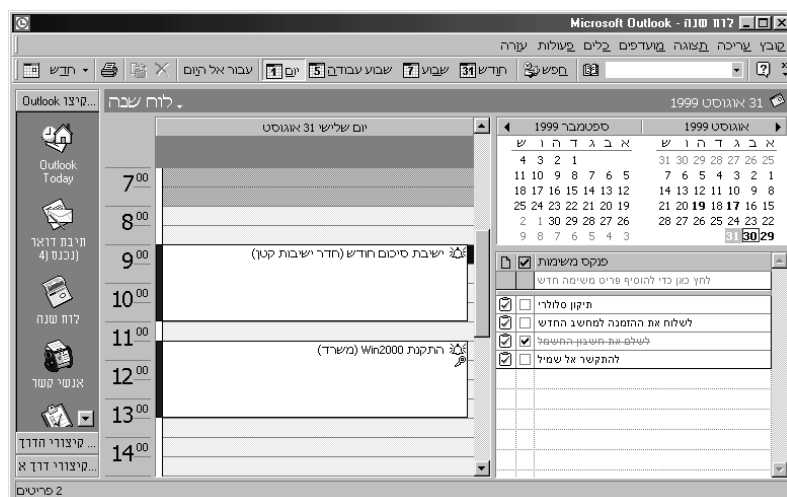 לוח שנה - Microsoft Outlook
קובץ עריכה תצוגה מועדפים כלים פעולות עזרה
חדש עבור אל היום 1 יום 5 שבוע עבודה 7 שבוע 31 חודש חפש
לוח שנה
31 אוגוסט 1999
קיצו Outlook...
Outlook Today
תיבת דואר
נכנס (4)
לוח שנה
אנשי קשר
קיצורי הדרך ...
קיצורי דרך א...
יום שלישי 31 אוגוסט
7 00
8 00
9 00
ישיבת סיכום חודש (חדר ישיבות קטן)
10 00
11 00
התקנת Win2000 (משרד)
12 00
13 00
14 00
אוגוסט 1999
א ב ג ד ה ו ש
25 26 27 28 29 30 31
1 2 3 4 5 6 7
8 9 10 11 12 13 14
15 16 17 18 19 20 21
22 23 24 25 26 27 28
29 30 31
ספטמבר 1999
א ב ג ד ה ו ש
1 2 3 4
5 6 7 8 9 10 11
12 13 14 15 16 17 18
19 20 21 22 23 24 25
26 27 28 29 30 1 2
3 4 5 6 7 8 9
פנקס משימות
לחץ כאן כדי להוסיף פריט משימה חדש
תיקון סלולרי
לשלוח את ההזמנה למחשב החדש
לשלם את חשבון החשמל
להתקשר אל שמיל
2 פריטים